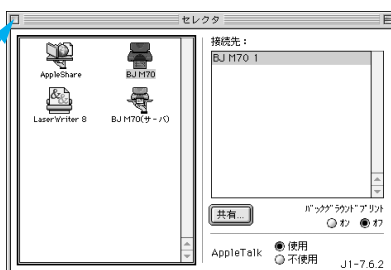 セレクタ
AppleShare
BJ M70
LaserWriter 8
BJ M70(サーバ)
接続先：
BJ M70 1
共有...
バックグラウンドプリント
オン
オフ
AppleTalk
使用
不使用
J1-7.6.2